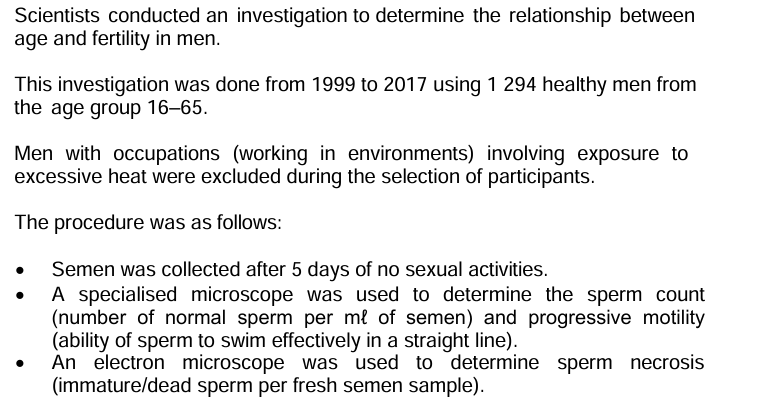 Scientists conducted an investigation to determine the relationship between
age and fertility in men.
This investigation was done from 1999 to 2017 using 1 294 healthy men from
the age group 16–65.
Men with occupations (working in environments) involving exposure to
excessive heat were excluded during the selection of participants.
The procedure was as follows:
• Semen was collected after 5 days of no sexual activities.
• A specialised microscope was used to determine the sperm count
(number of normal sperm per mℓ of semen) and progressive motility
(ability of sperm to swim effectively in a straight line).
• An electron microscope was used to determine sperm necrosis
(immature/dead sperm per fresh semen sample).